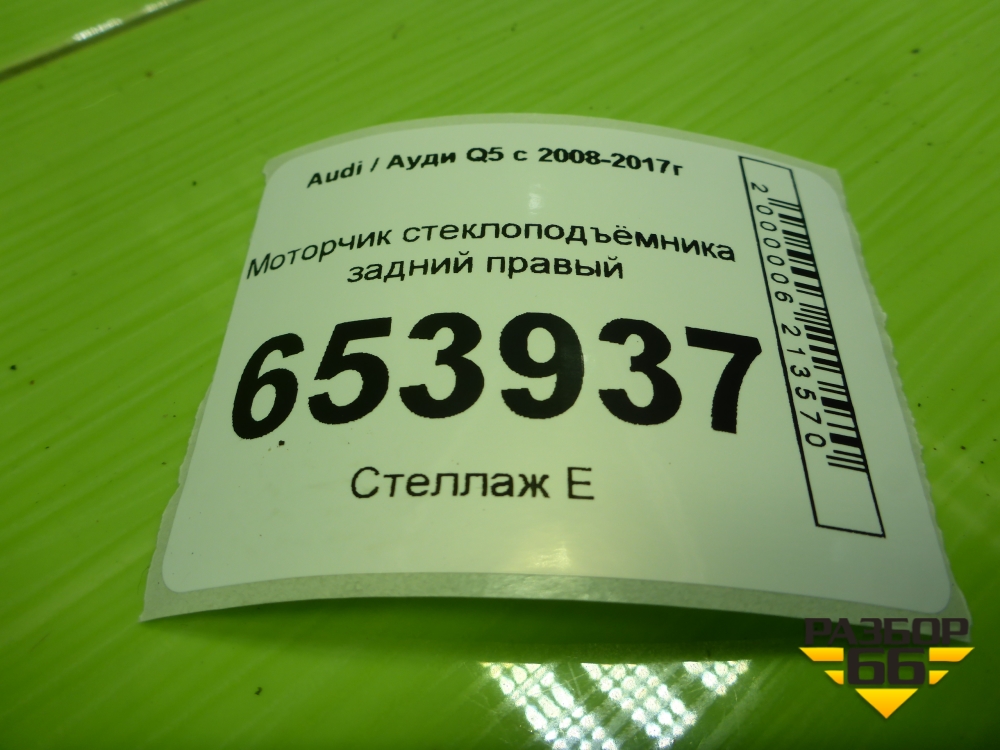 Audi / Ауди Q5 с 2008-2017г
Моторчик стеклоподъёмника
задний правый
653937
Стеллаж Е
2000006213570
РАЗБОР
66